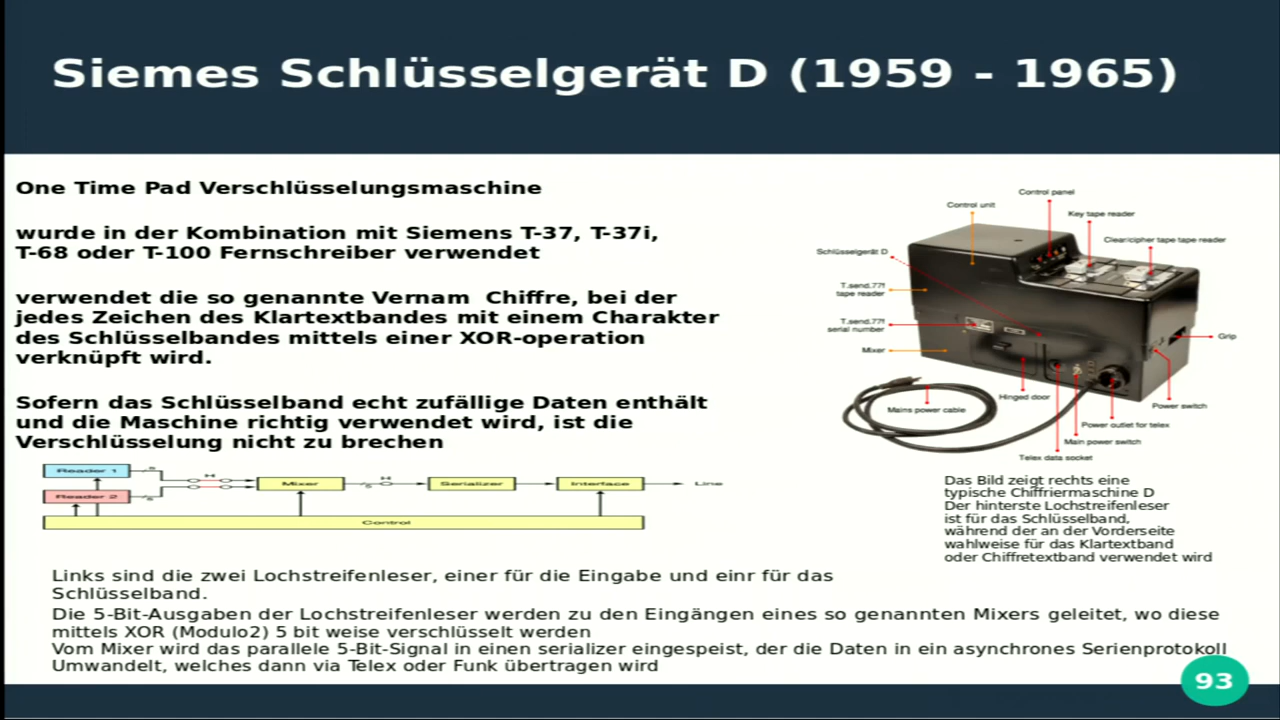 Siemes Schlüsselgerät D (1959 - 1965)
One Time Pad Verschlüsselungsmaschine
wurde in der Kombination mit Siemens T-37, T-37i,
T-68 oder T-100 Fernschreiber verwendet
verwendet die so genannte Vernam Chiffre, bei der
jedes Zeichen des Klartextbandes mit einem Charakter
des Schlüsselbandes mittels einer XOR-operation
verknüpft wird.
Sofern das Schlüsselband echt zufällige Daten enthält
und die Maschine richtig verwendet wird, ist die
Verschlüsselung nicht zu brechen
Control panel
Control unit
Key tape reader
Clear/cipher tape tape reader
Schlüsselgerät D
T.send.77f
tape reader
T.send.77f
serial number
Mixer
Grip
Mains power cable
Hinged door
Power switch
Power outlet for telex
Main power switch
Telex data socket
Reader 1
5
H
Mixer
5
H
Serializer
Interface
Line
Reader 2
5
Control
Das Bild zeigt rechts eine
typische Chiffriermaschine D
Der hinterste Lochstreifenleser
ist für das Schlüsselband,
während der an der Vorderseite
wahlweise für das Klartextband
oder Chiffretextband verwendet wird
Links sind die zwei Lochstreifenleser, einer für die Eingabe und einr für das
Schlüsselband.
Die 5-Bit-Ausgaben der Lochstreifenleser werden zu den Eingängen eines so genannten Mixers geleitet, wo diese
mittels XOR (Modulo2) 5 bit weise verschlüsselt werden
Vom Mixer wird das parallele 5-Bit-Signal in einen serializer eingespeist, der die Daten in ein asynchrones Serienprotokoll
Umwandelt, welches dann via Telex oder Funk übertragen wird
93